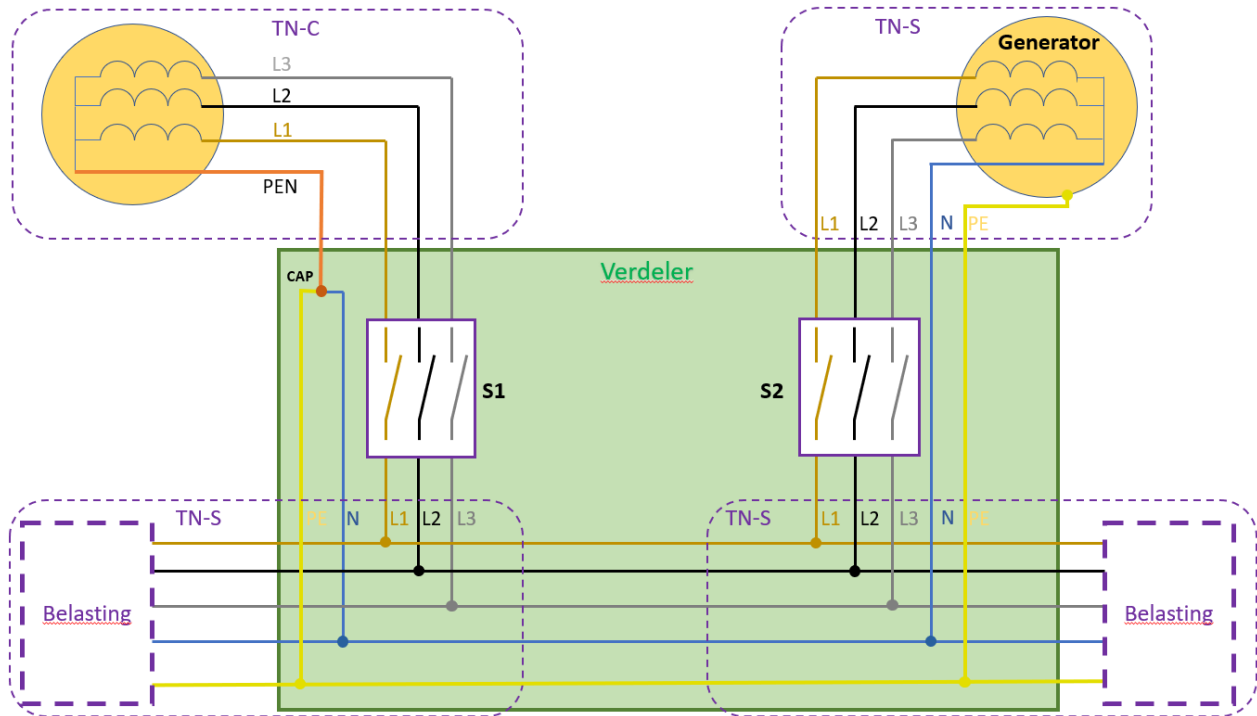 TN-C
TN-S
Generator
L3
L2
L1
PEN
L1 L2 L3 N PE
CAP
Verdeler
S1
S2
TN-S
PE N L1 L2 L3
TN-S
L1 L2 L3 N PE
Belasting
Belasting